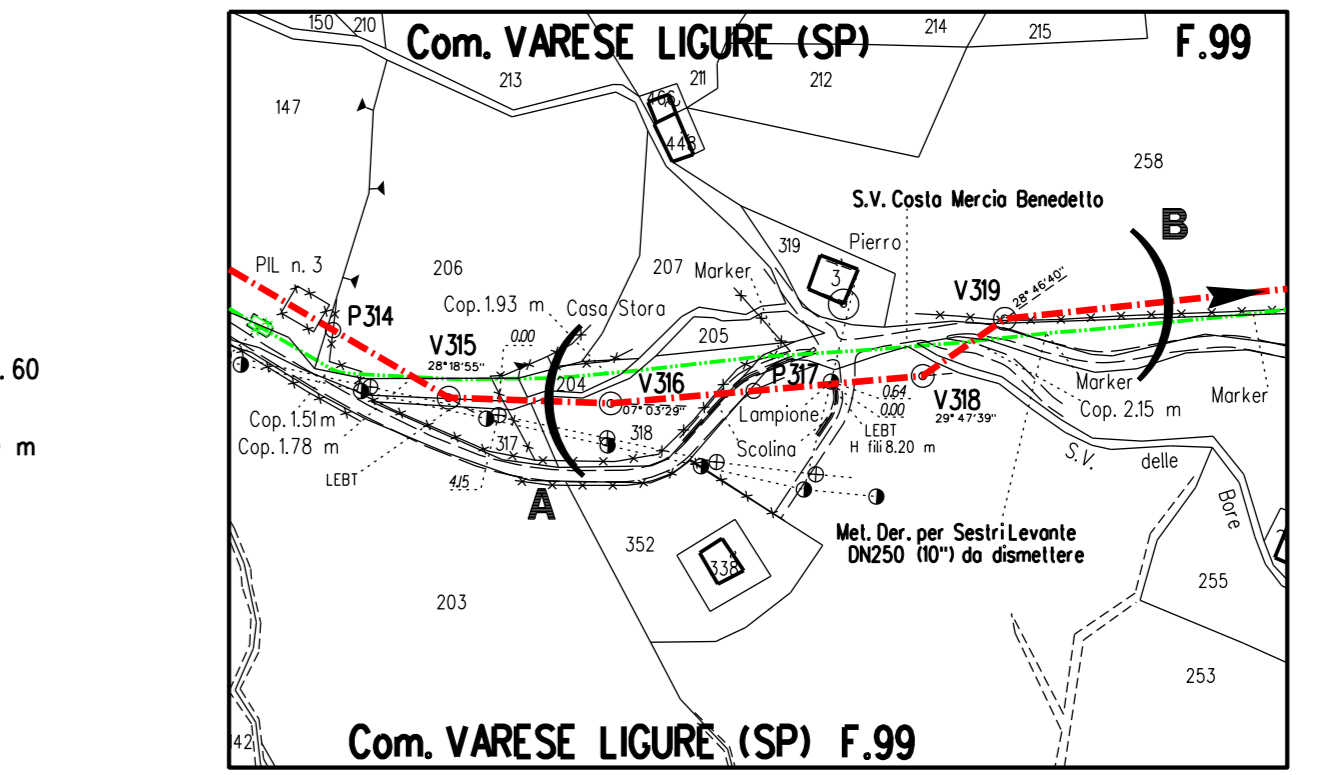 150
210
Com. VARESE LIGURE (SP)
F.99
214
215
213
211
212
147
448
258
S.V. Costa Mercia Benedetto
B
319
Pierro
PIL n. 3
206
207
Marker
3
V319
28° 46'40"
Cop. 1.93 m
Casa Stora
P314
V315
28° 18'55"
0.00
205
.60
204
V316
07° 03'29"
P317
0.64
0.00
V318
29° 47'39"
Marker
Cop. 2.15 m
Marker
Cop. 1.51 m
Cop. 1.78 m
m
317
318
Lampione
Scolina
LEBT
H fili 8.20 m
LEBT
4.15
A
S.V.
delle
Bore
352
338
Met. Der. per Sestri Levante
DN250 (10") da dismettere
203
255
253
42
Com. VARESE LIGURE (SP) F.99